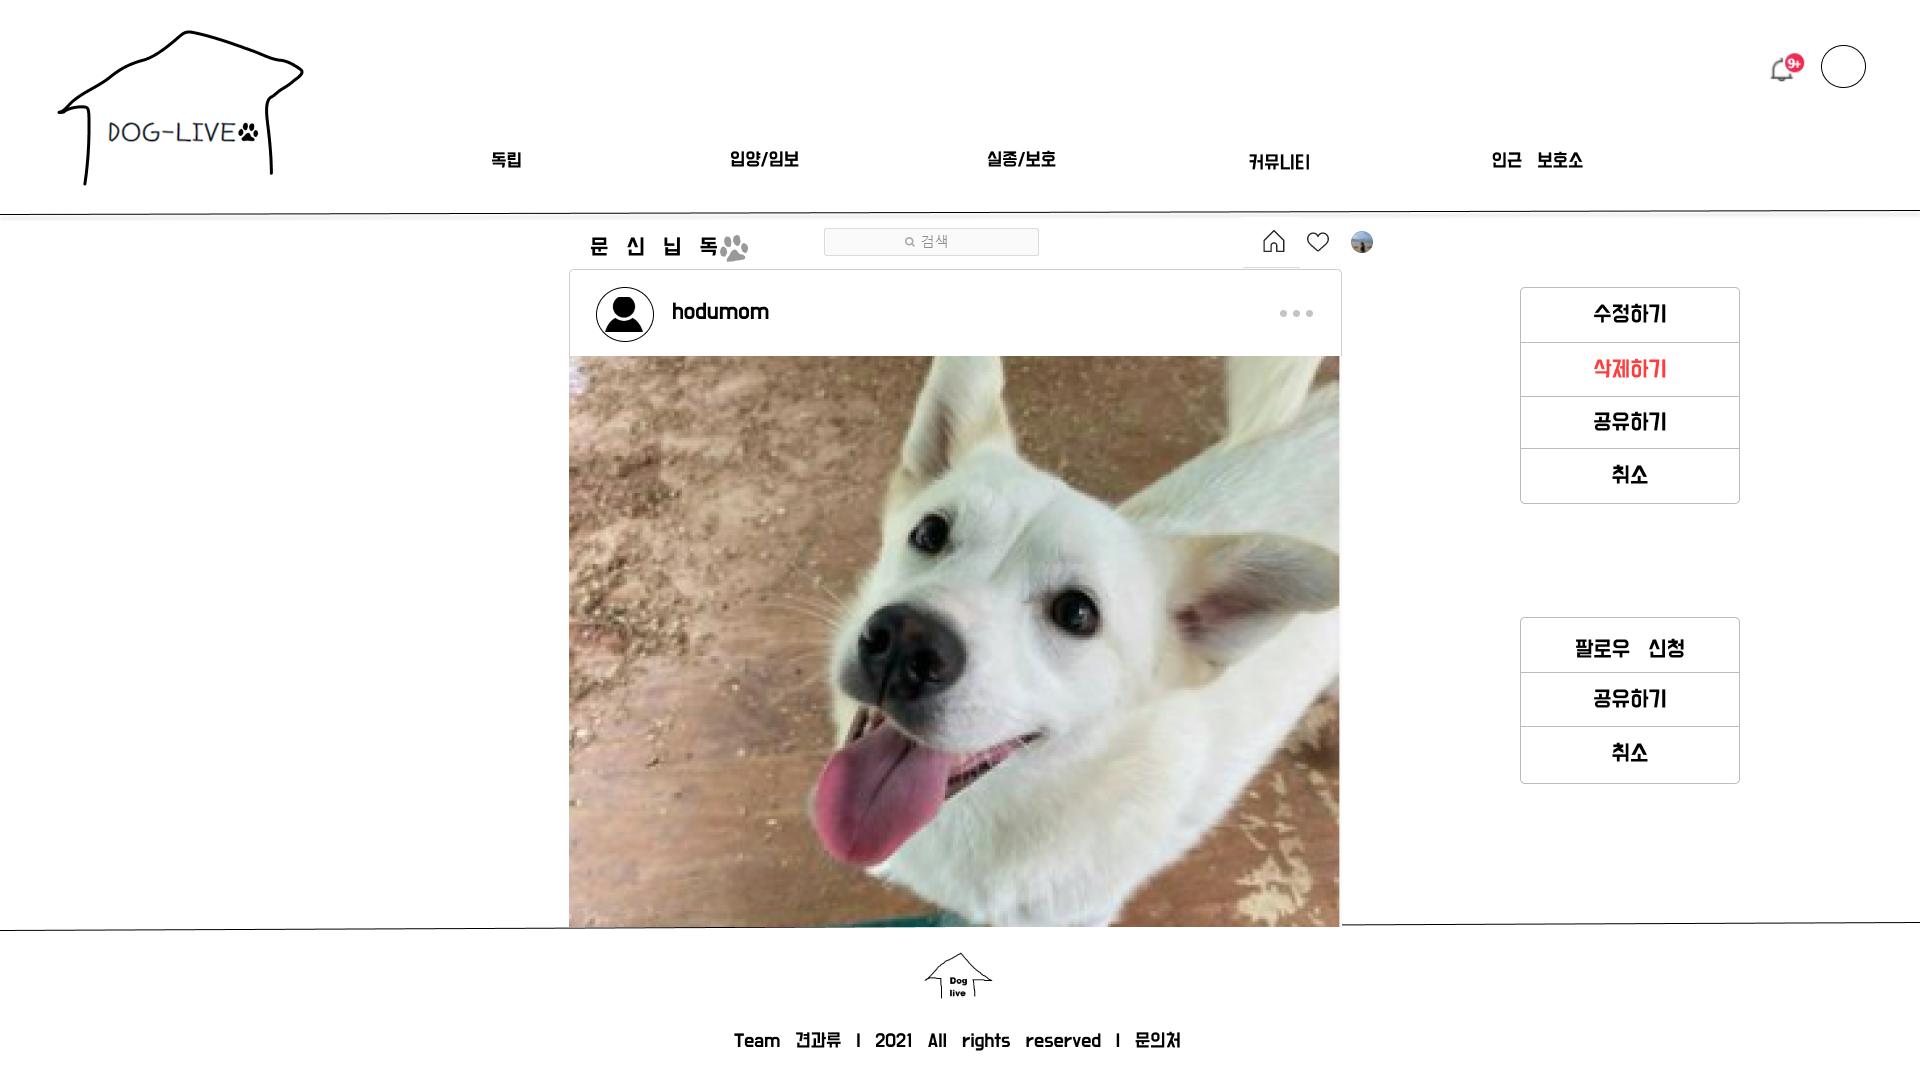 9+
DOG-LIVE
독립 입양/임보 실종/보호 커뮤니티 인근 보호소
문 신 닙 독
검색
hodumom
수정하기
삭제하기
공유하기
취소
팔로우 신청
공유하기
취소
Dog
live
Team 견과류 | 2021 All rights reserved | 문의처